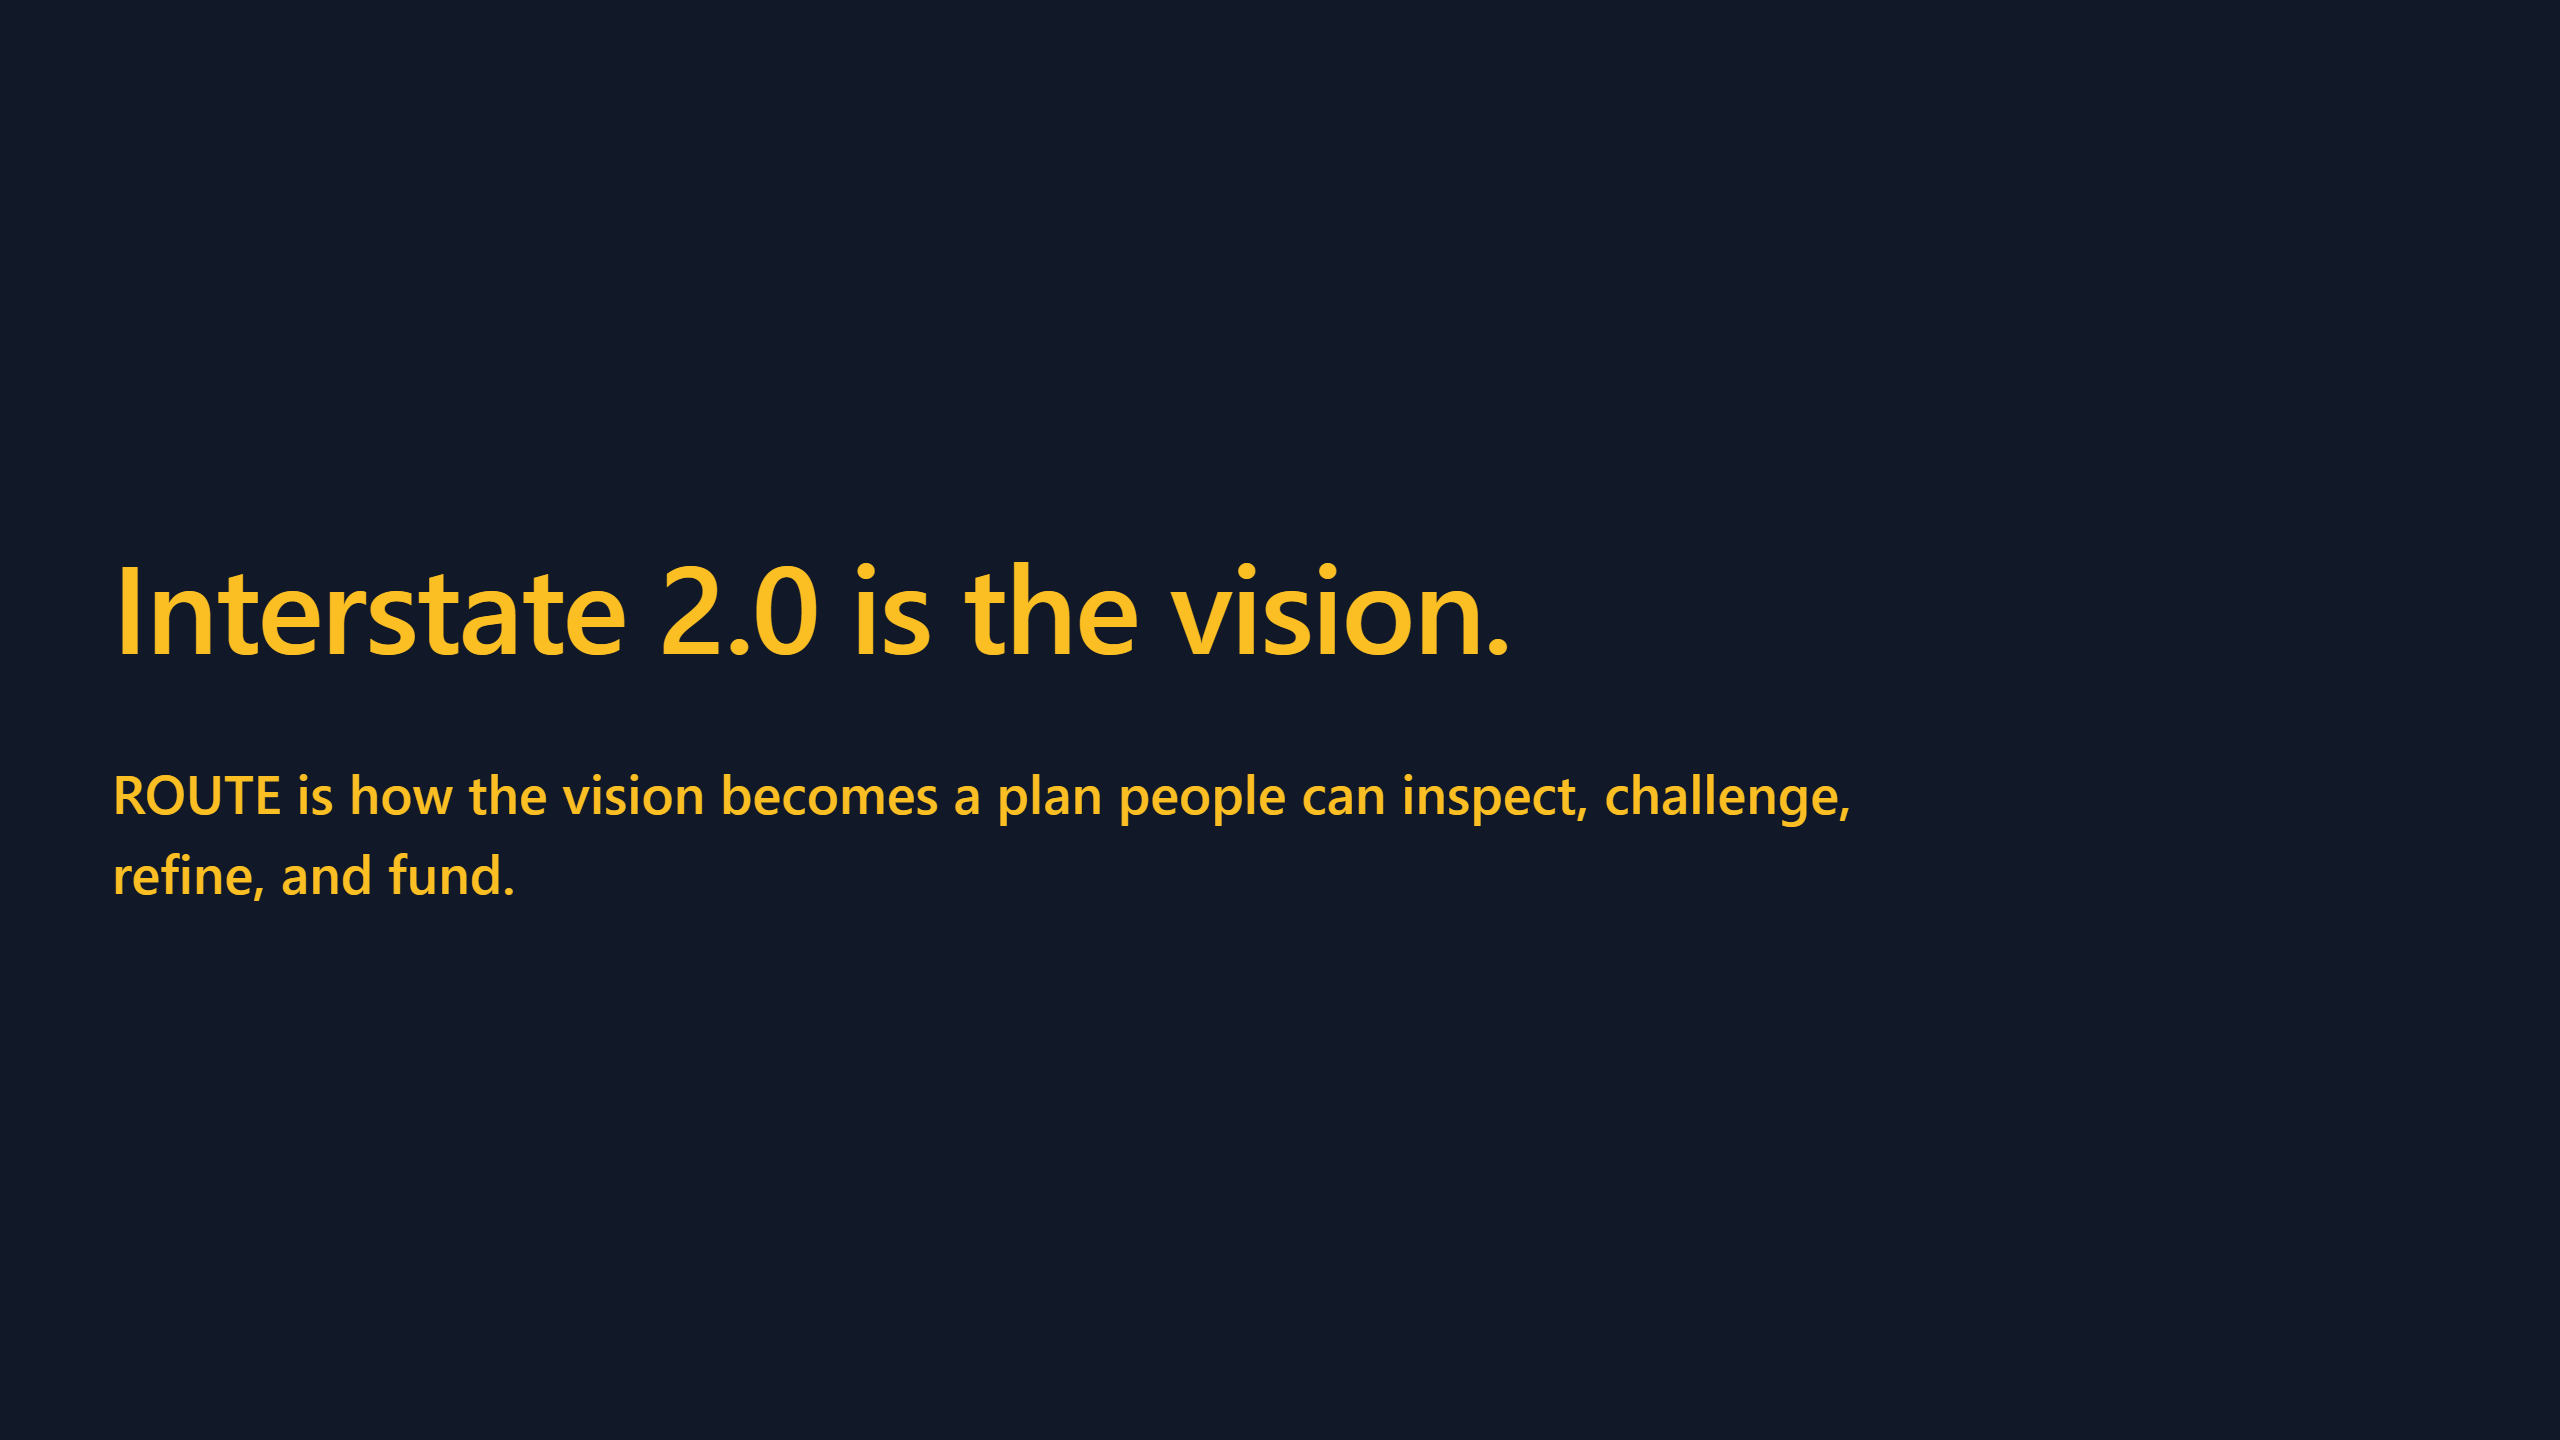 Interstate 2.0 is the vision.
ROUTE is how the vision becomes a plan people can inspect, challenge,
refine, and fund.